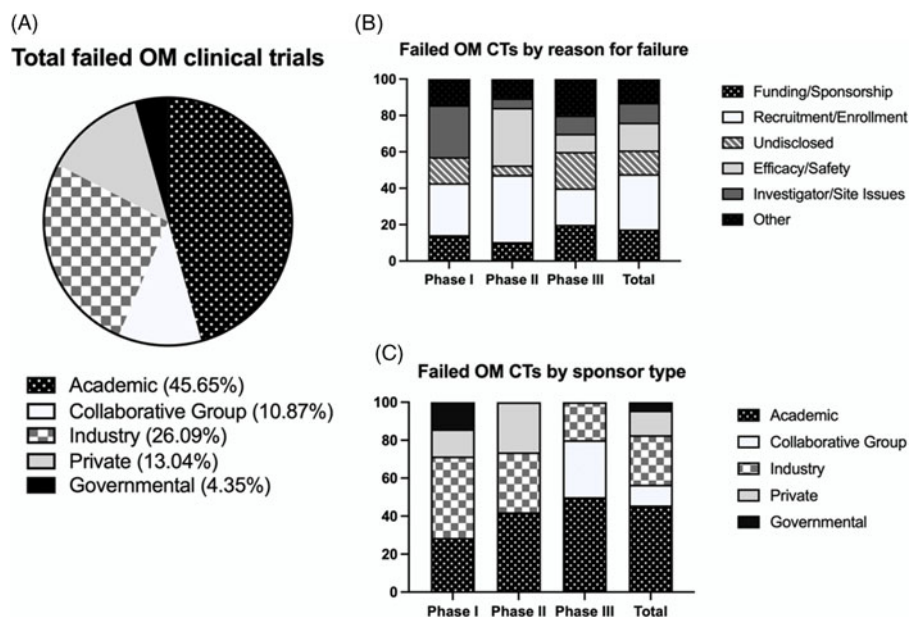 (A)
Total failed OM clinical trials
Academic (45.65%)
Collaborative Group (10.87%)
Industry (26.09%)
Private (13.04%)
Governmental (4.35%)
(B)
Failed OM CTs by reason for failure
100
80
60
40
20
0
Phase I Phase II Phase III Total
Funding/Sponsorship
Recruitment/Enrollment
Undisclosed
Efficacy/Safety
Investigator/Site Issues
Other
(C)
Failed OM CTs by sponsor type
100
80
60
40
20
0
Phase I Phase II Phase III Total
Academic
Collaborative Group
Industry
Private
Governmental